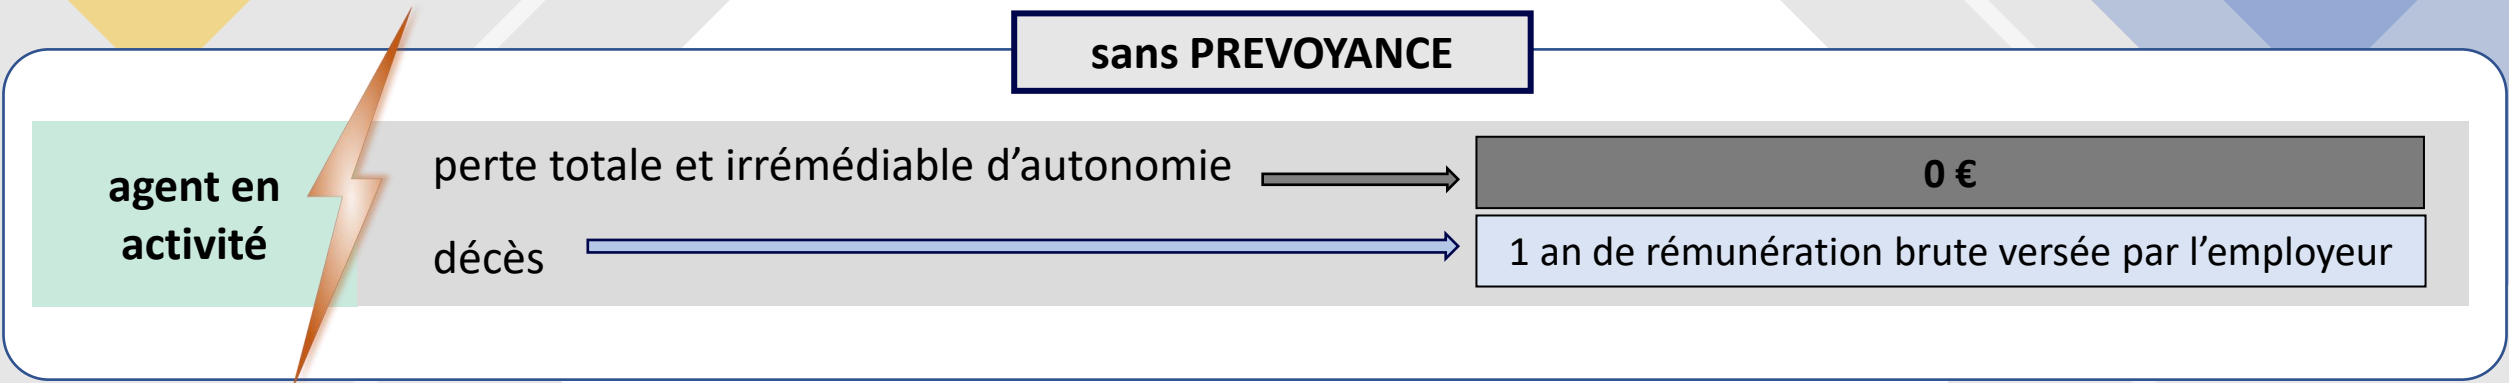 sans PREVOYANCE
agent en
activité
perte totale et irrémédiable d’autonomie
0 €
décès
1 an de rémunération brute versée par l’employeur